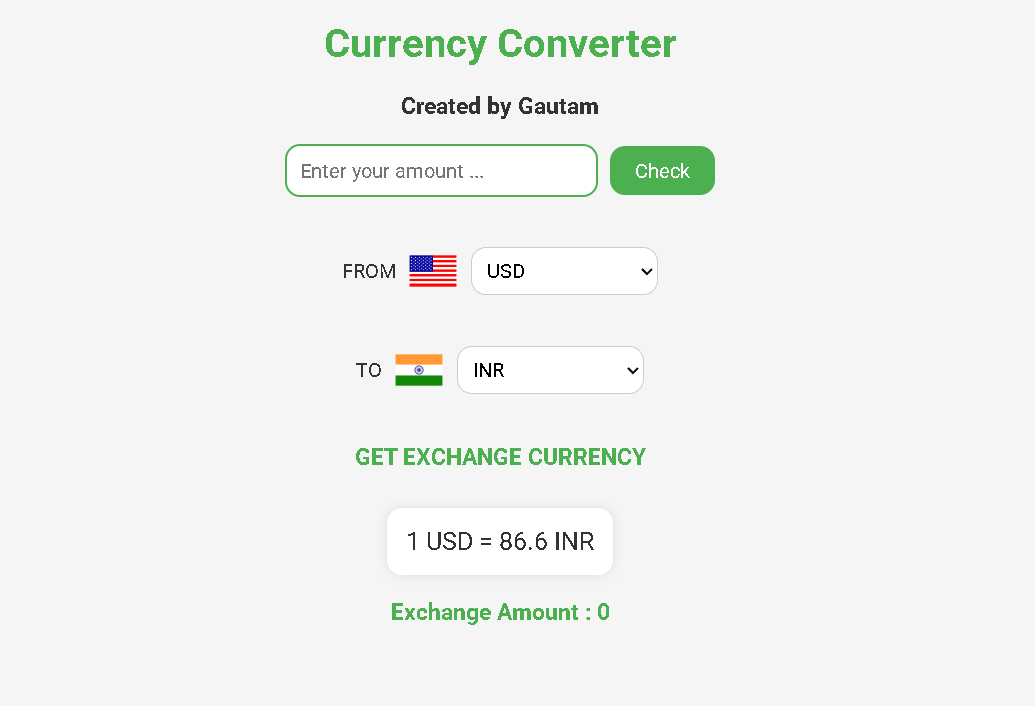 Currency Converter
Created by Gautam
Enter your amount ... Check
FROM USD
TO INR
GET EXCHANGE CURRENCY
1 USD = 86.6 INR
Exchange Amount : 0